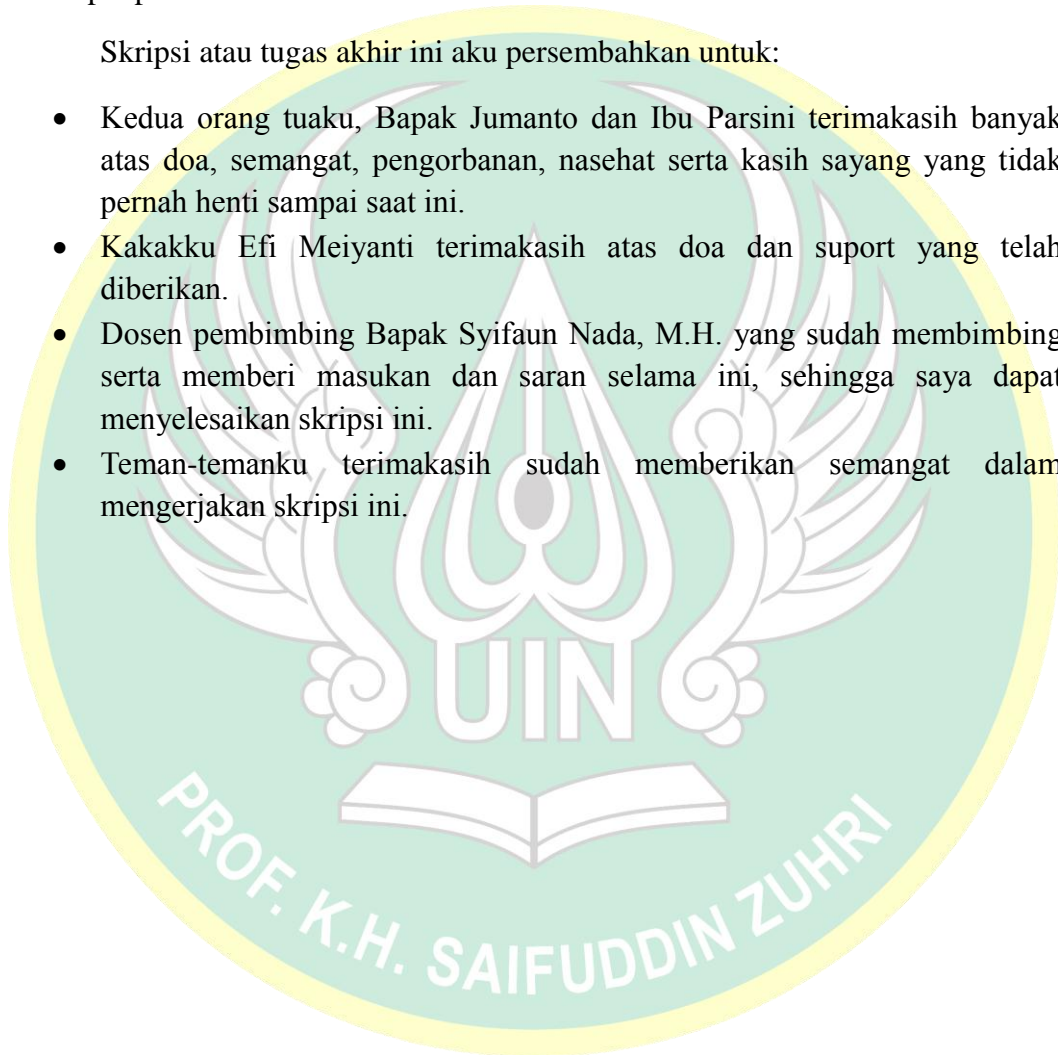 Skripsi atau tugas akhir ini aku persembahkan untuk:
• Kedua orang tuaku, Bapak Jumanto dan Ibu Parsini terimakasih banyak
atas doa, semangat, pengorbanan, nasehat serta kasih sayang yang tidak
pernah henti sampai saat ini.
• Kakakku Efi Meiyanti terimakasih atas doa dan suport yang telah
diberikan.
• Dosen pembimbing Bapak Syifaun Nada, M.H. yang sudah membimbing
serta memberi masukan dan saran selama ini, sehingga saya dapat
menyelesaikan skripsi ini.
• Teman-temanku terimakasih sudah memberikan semangat dalam
mengerjakan skripsi ini.
UIN
PROF. K.H. SAIFUDDIN ZUHRI